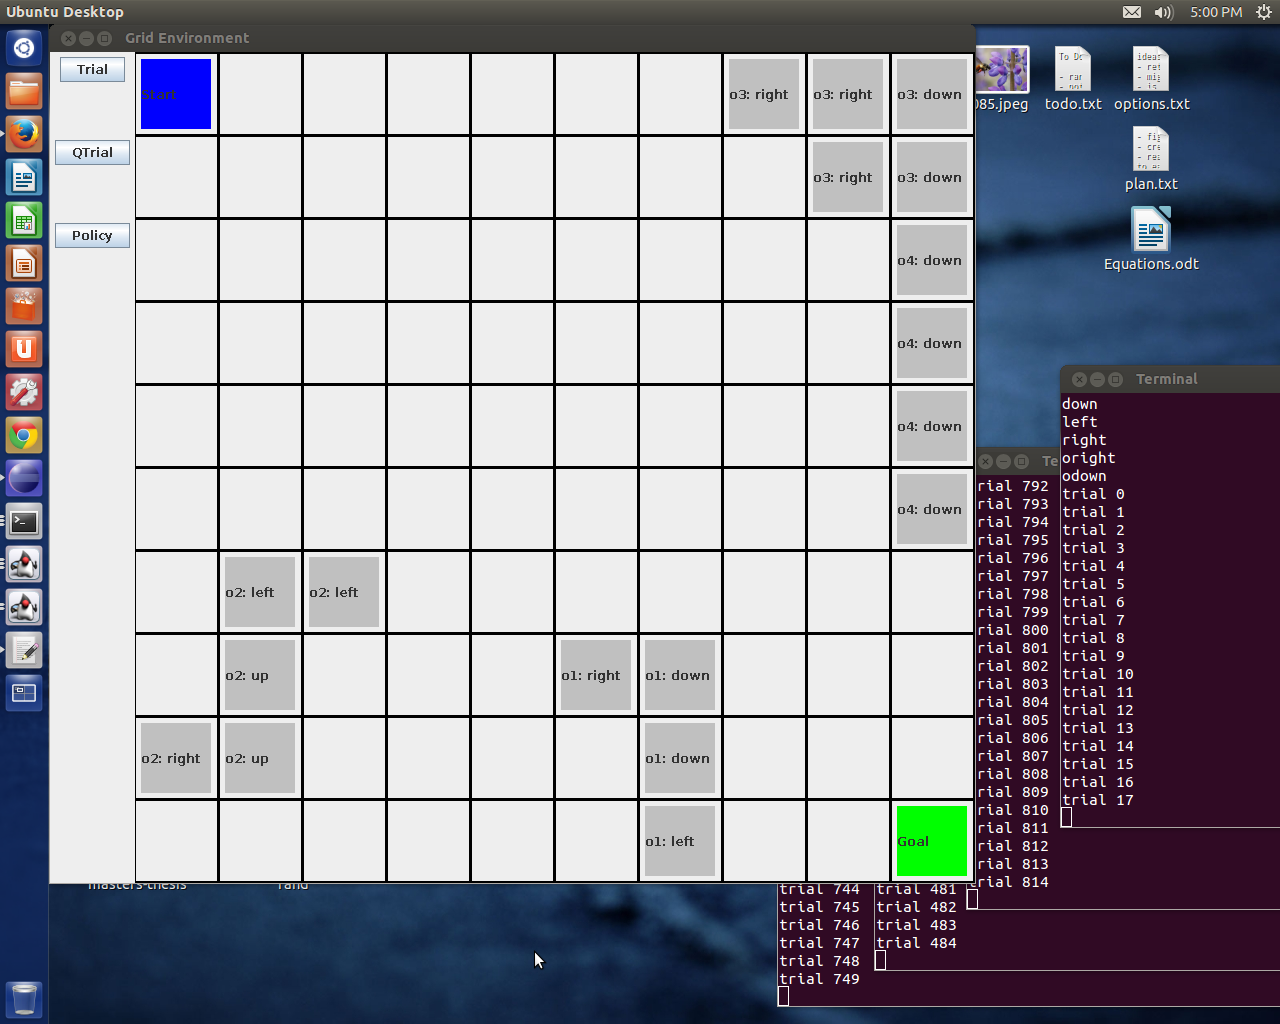 Ubuntu Desktop
5:00 PM
Grid Environment
Trial
QTrial
Policy
Start
o3: right
o3: right
o3: down
o3: right
o3: down
o4: down
o4: down
o4: down
o4: down
o2: left
o2: left
o2: up
o1: right
o1: down
o2: right
o2: up
o1: down
o1: left
Goal
085.jpeg
todo.txt
options.txt
plan.txt
Equations.odt
Terminal
down
left
right
oright
odown
trial 0
trial 1
trial 2
trial 3
trial 4
trial 5
trial 6
trial 7
trial 8
trial 9
trial 10
trial 11
trial 12
trial 13
trial 14
trial 15
trial 16
trial 17
Te
rial 792
rial 793
rial 794
rial 795
rial 796
rial 797
rial 798
rial 799
rial 800
rial 801
rial 802
rial 803
rial 804
rial 805
rial 806
rial 807
rial 808
rial 809
rial 810
rial 811
rial 812
rial 813
rial 814
masters-thesis
rand
trial 744
trial 745
trial 746
trial 747
trial 748
trial 749
trial 481
trial 482
trial 483
trial 484